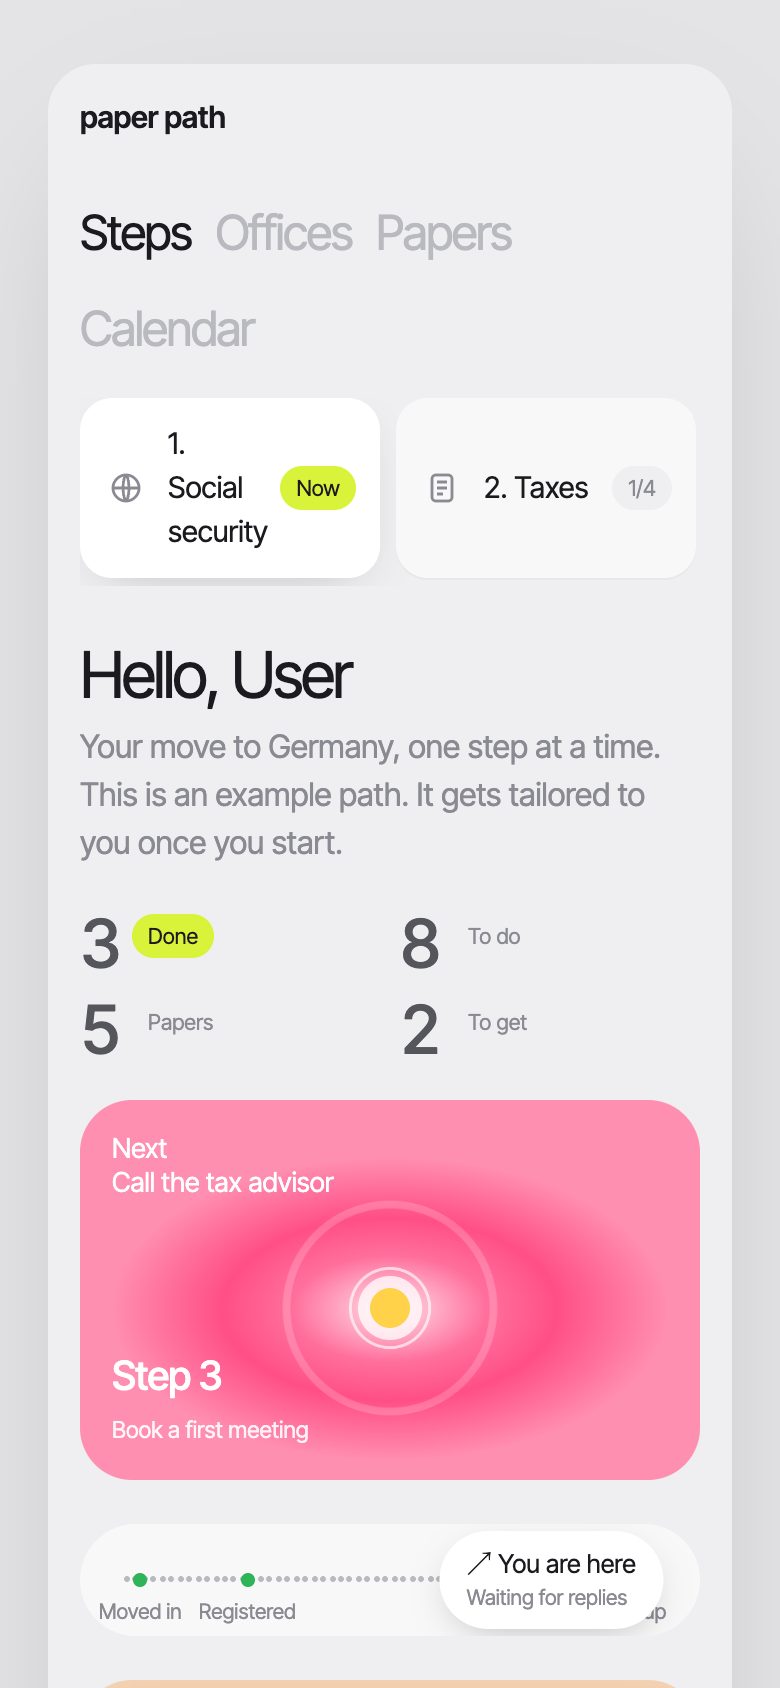 paper path
Steps Offices Papers
Calendar
1.
Social
security
Now
2. Taxes
1/4
Hello, User
Your move to Germany, one step at a time.
This is an example path. It gets tailored to
you once you start.
3 Done
8 To do
5 Papers
2 To get
Next
Call the tax advisor
Step 3
Book a first meeting
You are here
Waiting for replies
Moved in Registered